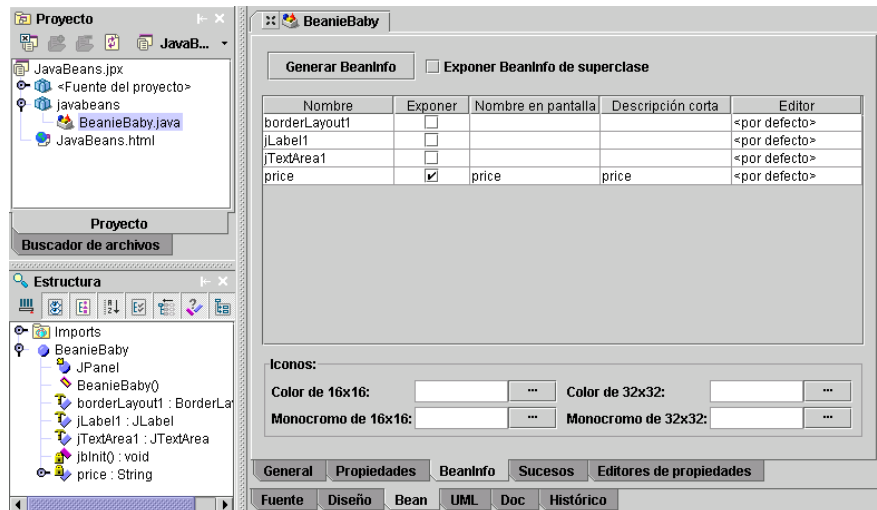 Proyecto
JavaB...
JavaBeans.jpx
<Fuente del proyecto>
javabeans
BeanieBaby.java
JavaBeans.html
Proyecto
Buscador de archivos
Estructura
Imports
BeanieBaby
JPanel
BeanieBaby()
borderLayout1 : BorderLa
jLabel1 : JLabel
jTextArea1 : JTextArea
jbInit() : void
price : String
BeanieBaby
Generar BeanInfo Exponer BeanInfo de superclase
Nombre Exponer Nombre en pantalla Descripción corta Editor
borderLayout1 <por defecto>
jLabel1 <por defecto>
jTextArea1 <por defecto>
price price price <por defecto>
Iconos:
Color de 16x16: ... Color de 32x32: ...
Monocromo de 16x16: ... Monocromo de 32x32: ...
General Propiedades BeanInfo Sucesos Editores de propiedades
Fuente Diseño Bean UML Doc Histórico